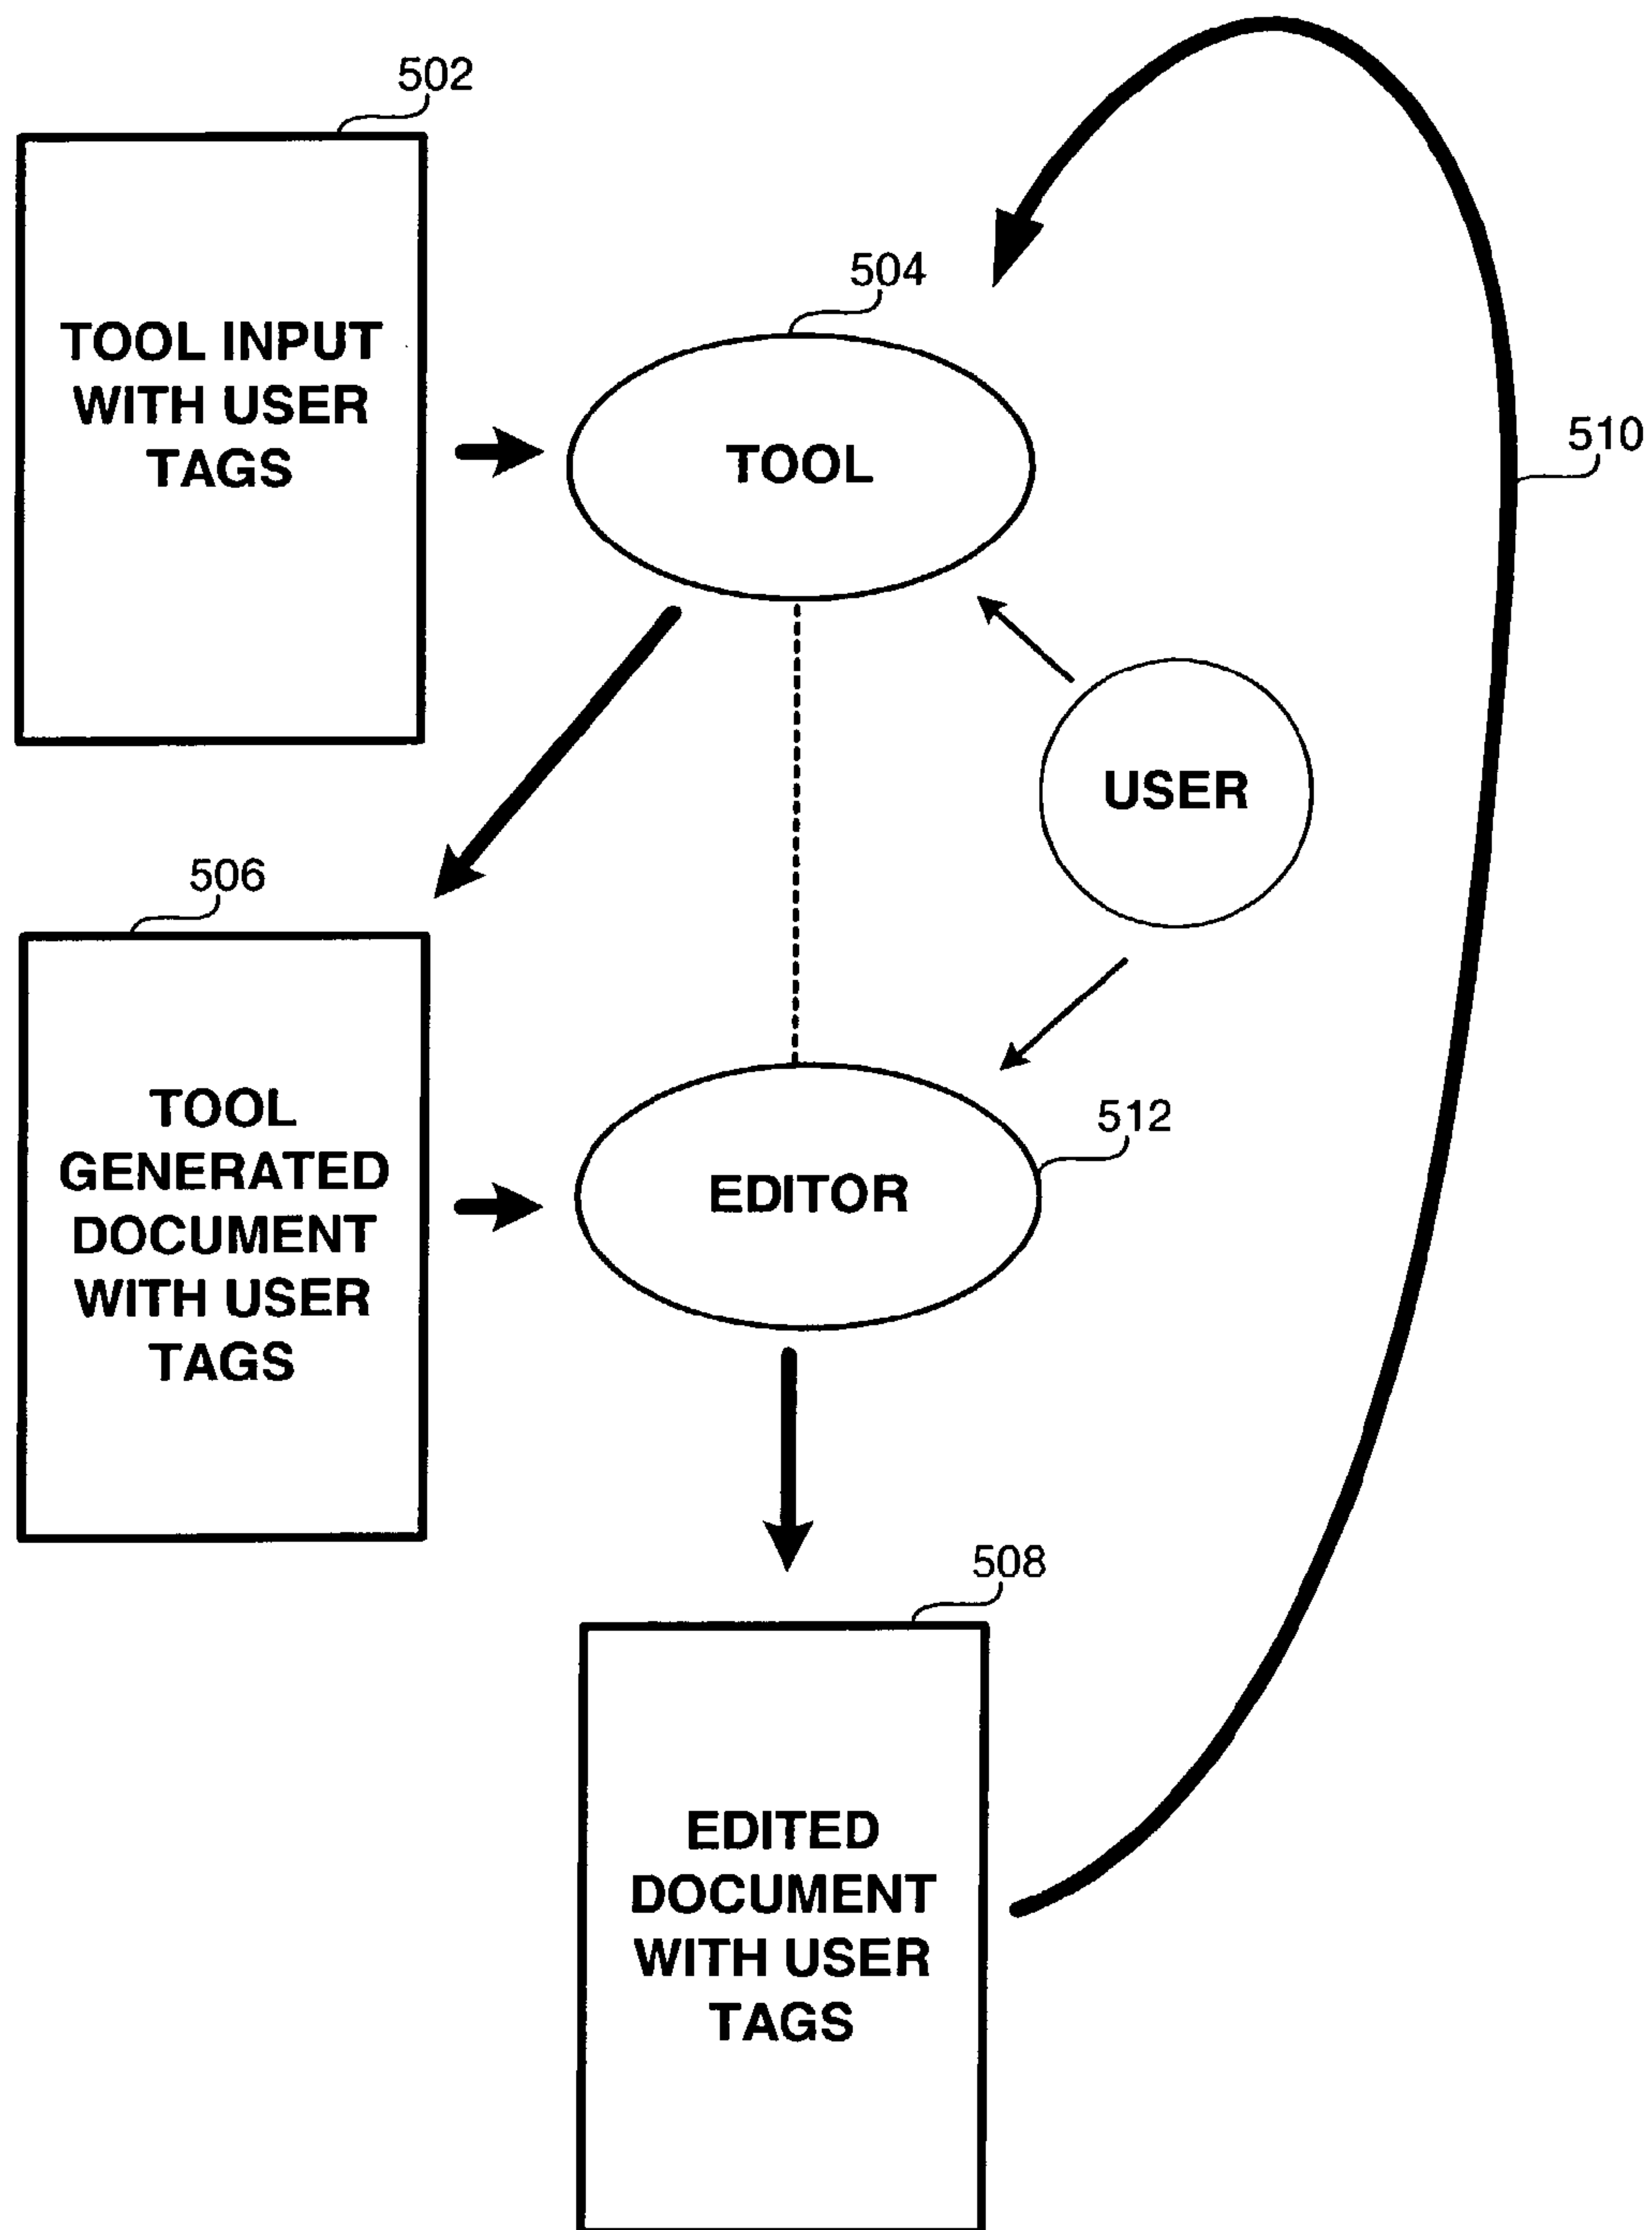 502
TOOL INPUT
WITH USER
TAGS
504
TOOL
510
USER
506
TOOL
GENERATED
DOCUMENT
WITH USER
TAGS
512
EDITOR
508
EDITED
DOCUMENT
WITH USER
TAGS